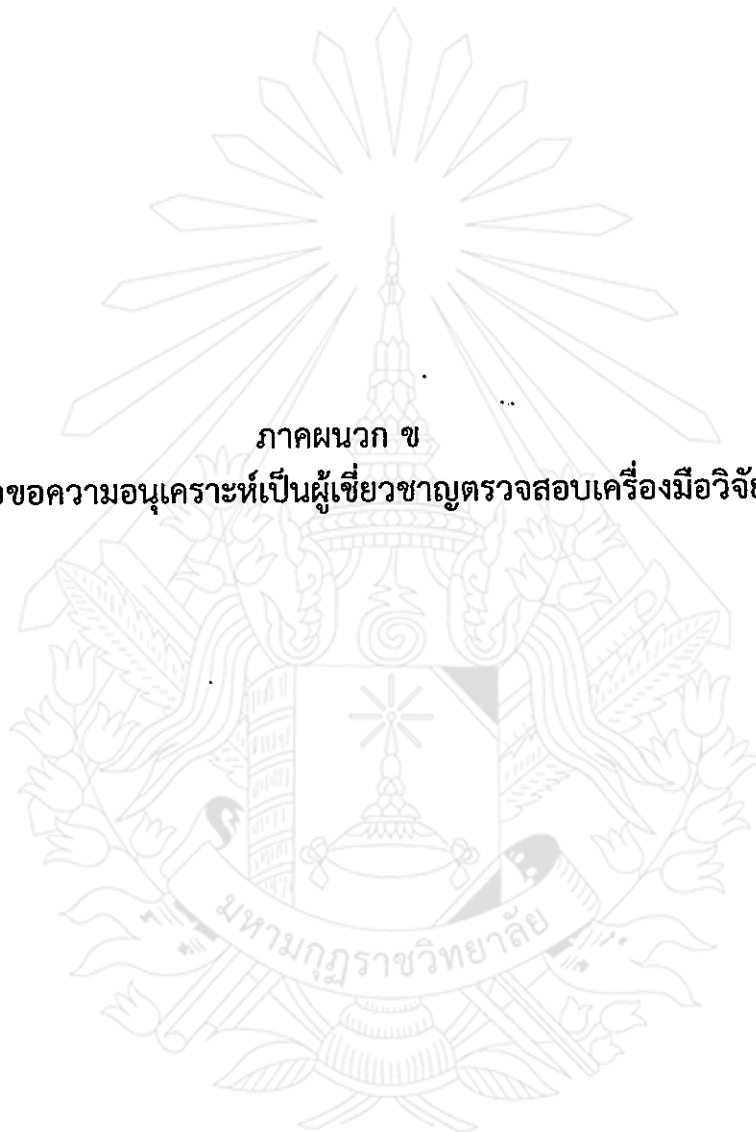 ภาคผนวก ข
ขอความอนุเคราะห์เป็นผู้เชี่ยวชาญตรวจสอบเครื่องมือวิจัย
มหามกุฏราชวิทยาลัย